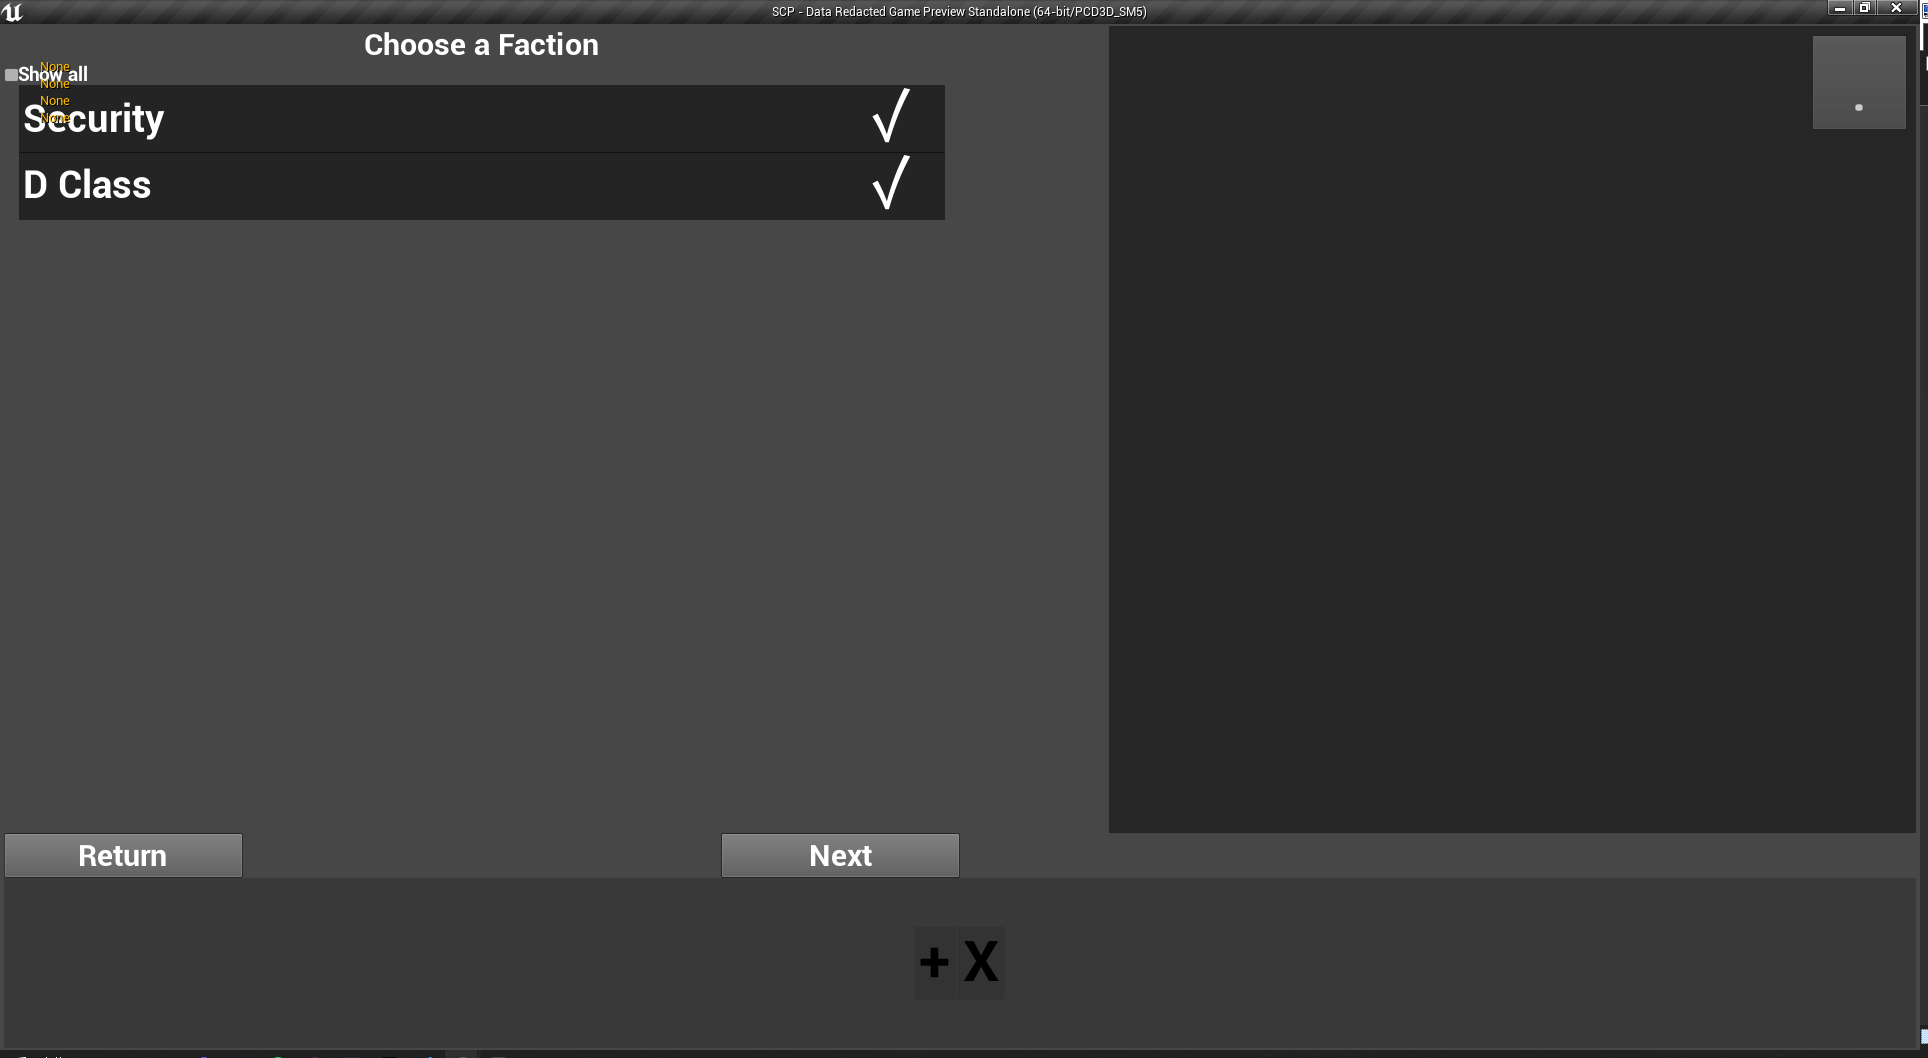 SCP - Data Redacted Game Preview Standalone (64-bit/PCD3D_SM5)
Choose a Faction
Show all
None
None
None
None
Security √
D Class √
Return
Next
+ X